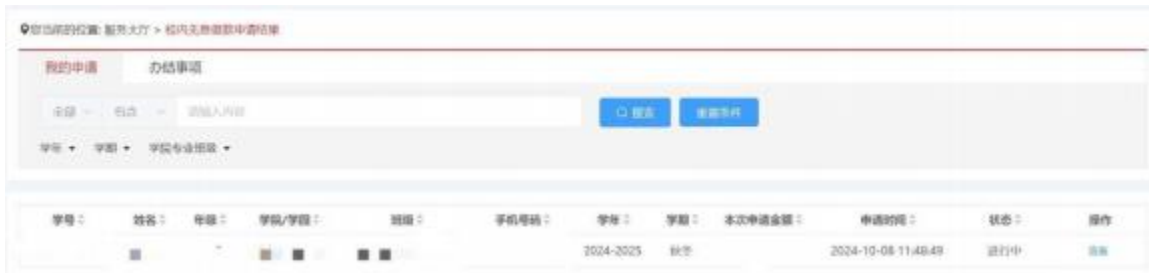 您当前的位置: 服务大厅 > 校内无息借款申请结果
我的申请 办结事项
全部 包含 请输入内容 搜索 重置条件
学年 学期 学院专业班级
学号 姓名 年级 学院/学园 班级 手机号码 学年 学期 本次申请金额 申请时间 状态 操作
2024-2025 秋冬 2024-10-08 11:48:49 进行中 查看